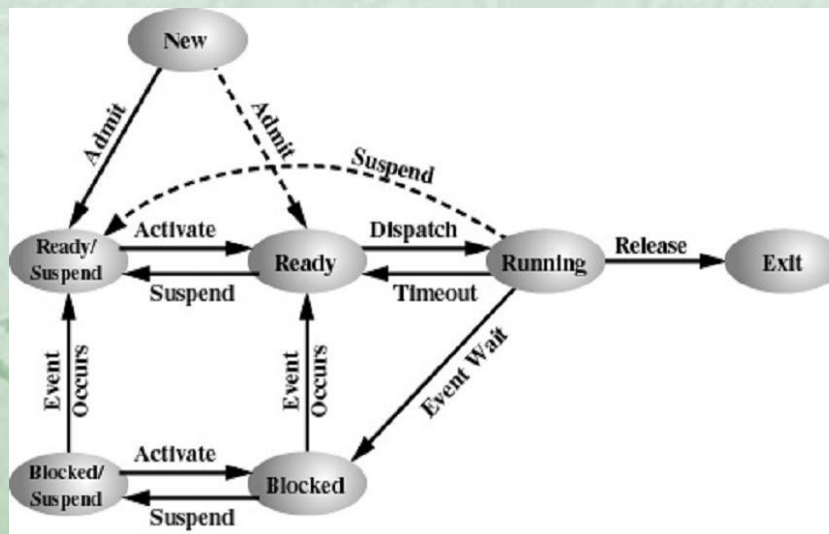 New
Admit
Admit
Suspend
Ready/
Suspend
Activate
Suspend
Ready
Dispatch
Timeout
Running
Release
Exit
Event
Occurs
Event
Occurs
Event Wait
Blocked/
Suspend
Activate
Suspend
Blocked